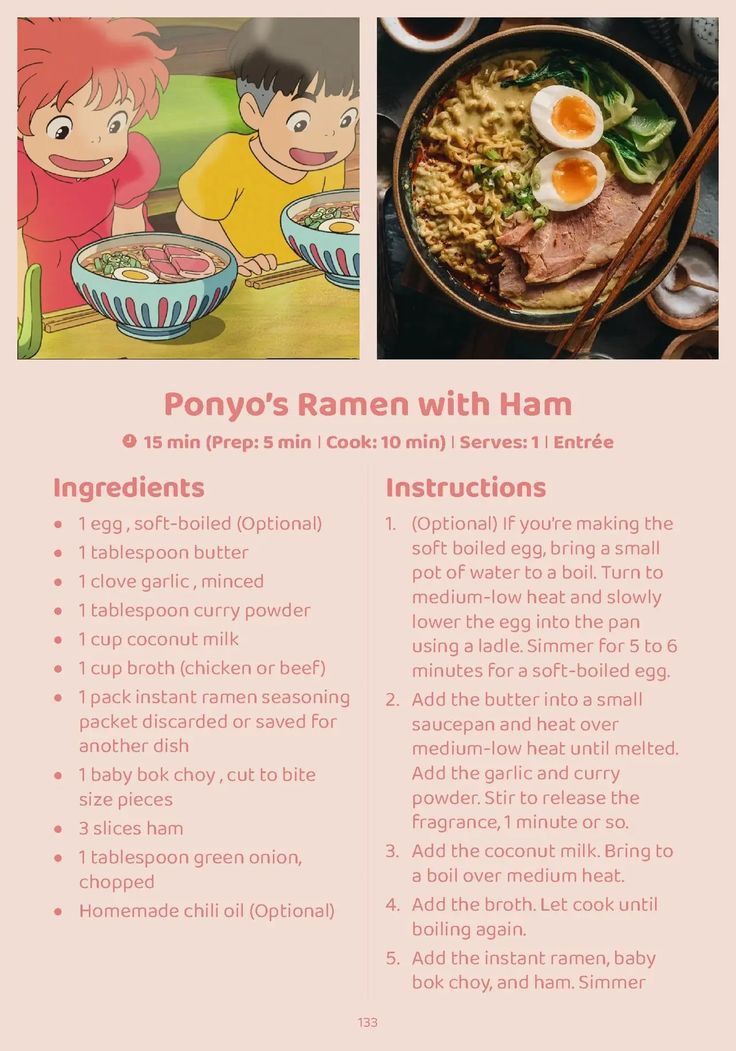 Ponyo's Ramen with Ham
15 min (Prep: 5 min | Cook: 10 min) | Serves: 1 | Entrée
Ingredients
• 1 egg , soft-boiled (Optional)
• 1 tablespoon butter
• 1 clove garlic , minced
• 1 tablespoon curry powder
• 1 cup coconut milk
• 1 cup broth (chicken or beef)
• 1 pack instant ramen seasoning
packet discarded or saved for
another dish
• 1 baby bok choy , cut to bite
size pieces
• 3 slices ham
• 1 tablespoon green onion,
chopped
• Homemade chili oil (Optional)
Instructions
1. (Optional) If you're making the
soft boiled egg, bring a small
pot of water to a boil. Turn to
medium-low heat and slowly
lower the egg into the pan
using a ladle. Simmer for 5 to 6
minutes for a soft-boiled egg.
2. Add the butter into a small
saucepan and heat over
medium-low heat until melted.
Add the garlic and curry
powder. Stir to release the
fragrance, 1 minute or so.
3. Add the coconut milk. Bring to
a boil over medium heat.
4. Add the broth. Let cook until
boiling again.
5. Add the instant ramen, baby
bok choy, and ham. Simmer
133